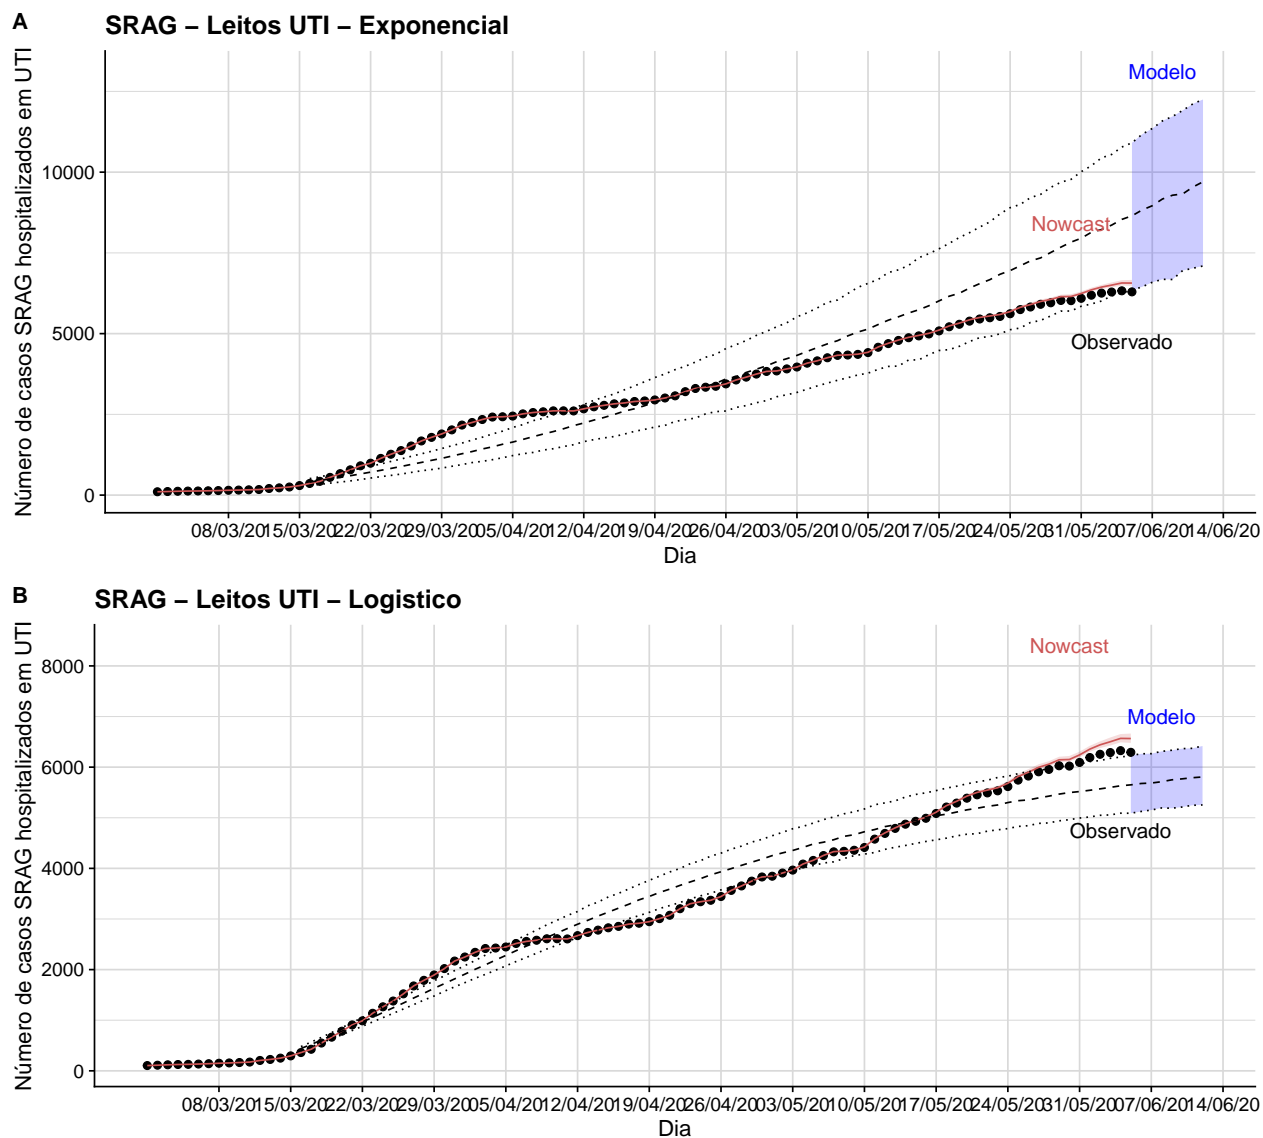 A
SRAG – Leitos UTI – Exponencial
Número de casos SRAG hospitalizados em UTI
Modelo
10000
Nowcast
5000
Observado
0
08/03/2015/03/2022/03/2029/03/2005/04/2012/04/2019/04/2026/04/2003/05/2010/05/2017/05/2024/05/2031/05/2007/06/2014/06/20
Dia
B
SRAG – Leitos UTI – Logistico
Número de casos SRAG hospitalizados em UTI
Nowcast
8000
Modelo
6000
Observado
4000
2000
0
08/03/2015/03/2022/03/2029/03/2005/04/2012/04/2019/04/2026/04/2003/05/2010/05/2017/05/2024/05/2031/05/2007/06/2014/06/20
Dia